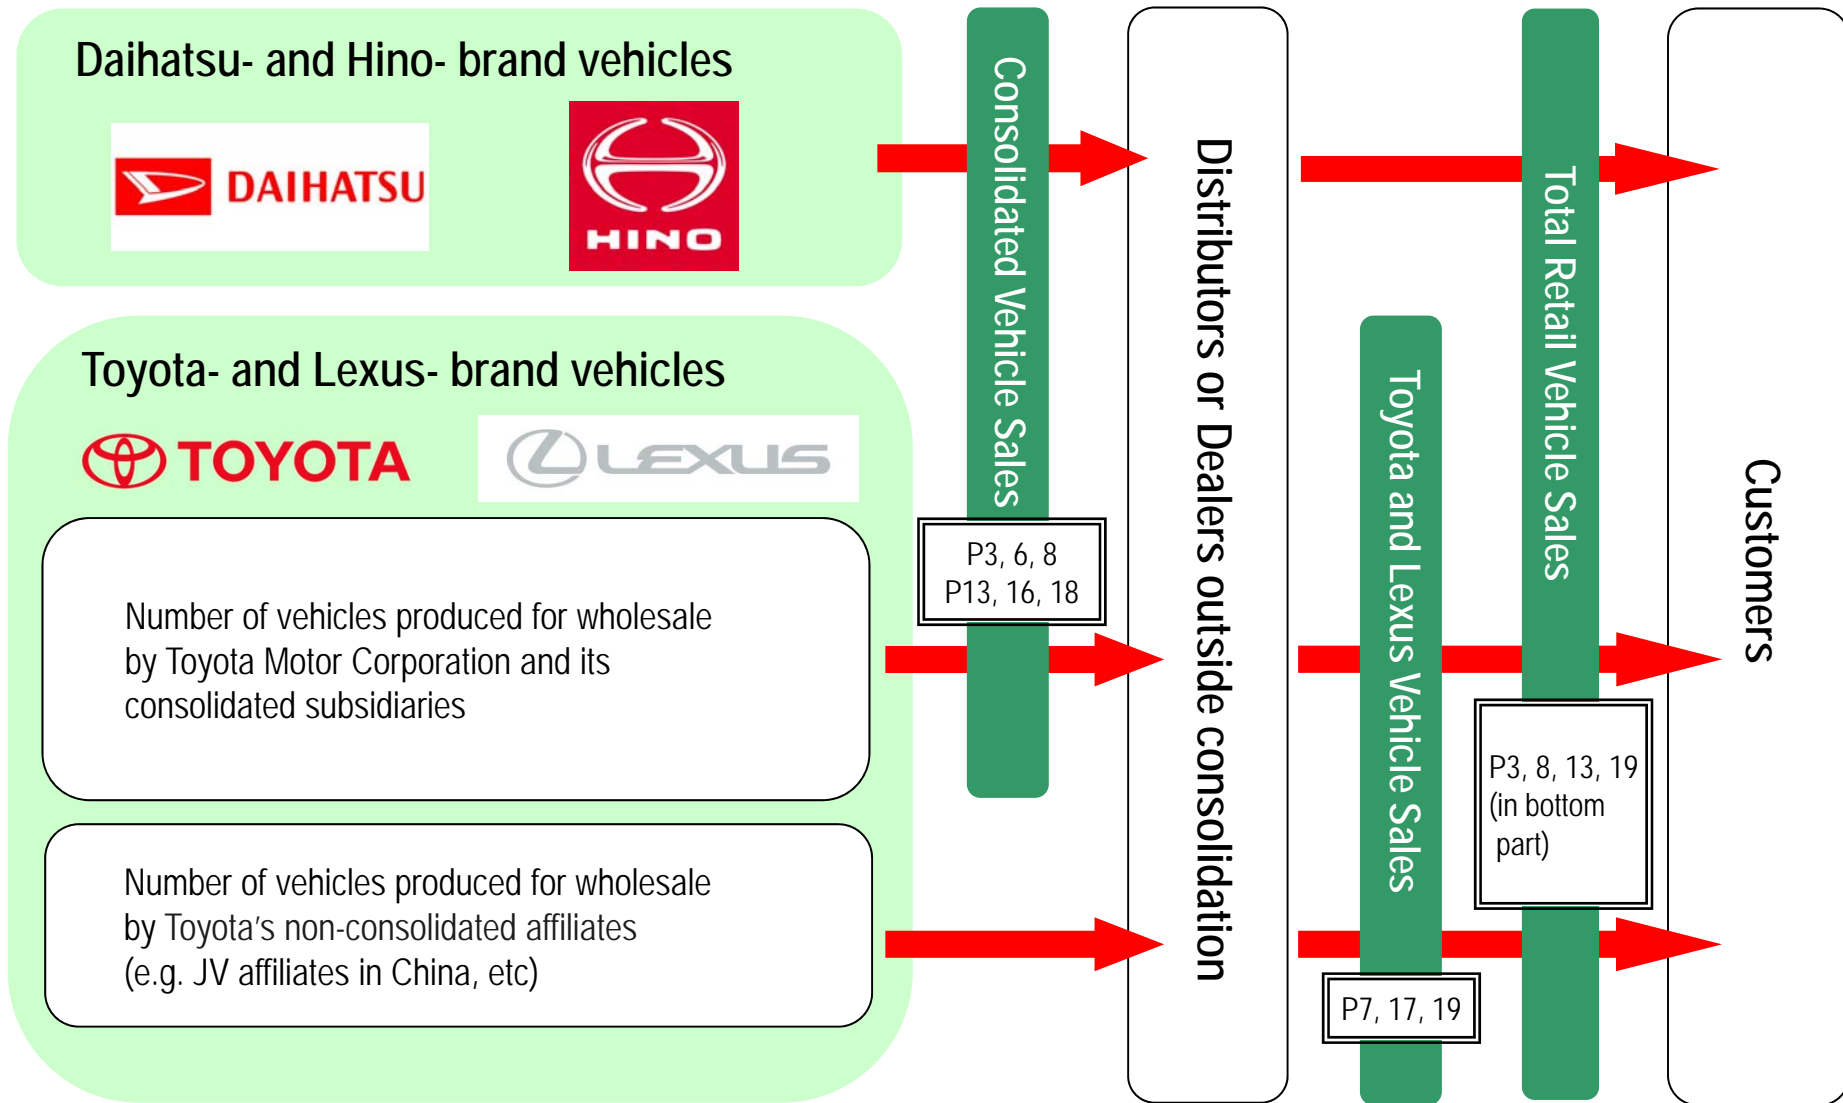 Daihatsu- and Hino- brand vehicles
DAIHATSU
HINO
Toyota- and Lexus- brand vehicles
TOYOTA
LEXUS
Number of vehicles produced for wholesale
by Toyota Motor Corporation and its
consolidated subsidiaries
Number of vehicles produced for wholesale
by Toyota's non-consolidated affiliates
(e.g. JV affiliates in China, etc)
Consolidated Vehicle Sales
P3, 6, 8
P13, 16, 18
Distributors or Dealers outside consolidation
Toyota and Lexus Vehicle Sales
P7, 17, 19
Total Retail Vehicle Sales
P3, 8, 13, 19
(in bottom
part)
Customers